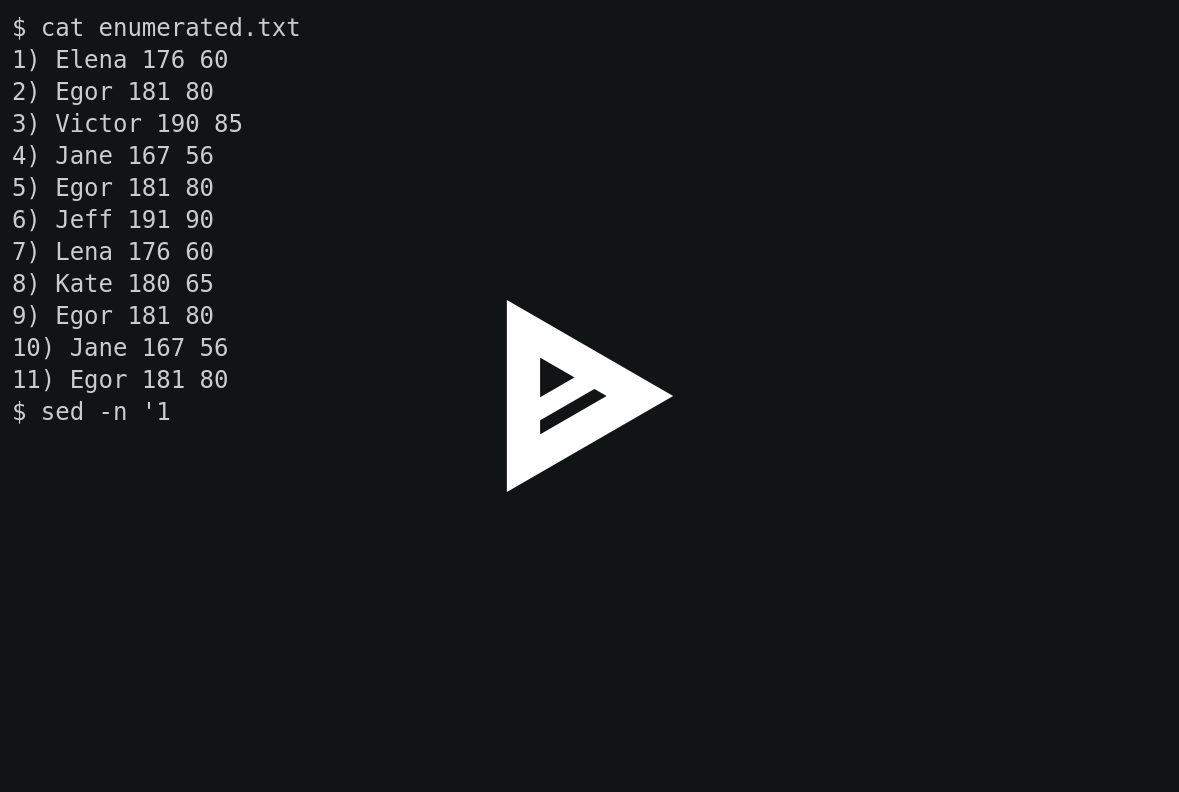 $ cat enumerated.txt
1) Elena 176 60
2) Egor 181 80
3) Victor 190 85
4) Jane 167 56
5) Egor 181 80
6) Jeff 191 90
7) Lena 176 60
8) Kate 180 65
9) Egor 181 80
10) Jane 167 56
11) Egor 181 80
$ sed -n '1